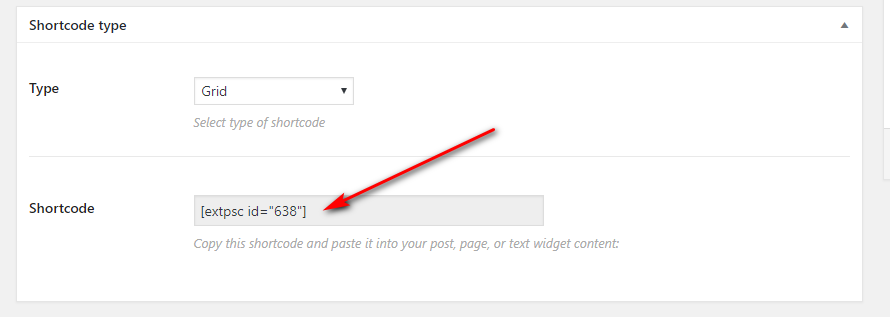 Shortcode type
Type
Grid
Select type of shortcode
Shortcode
[extpsc id="638"]
Copy this shortcode and paste it into your post, page, or text widget content: